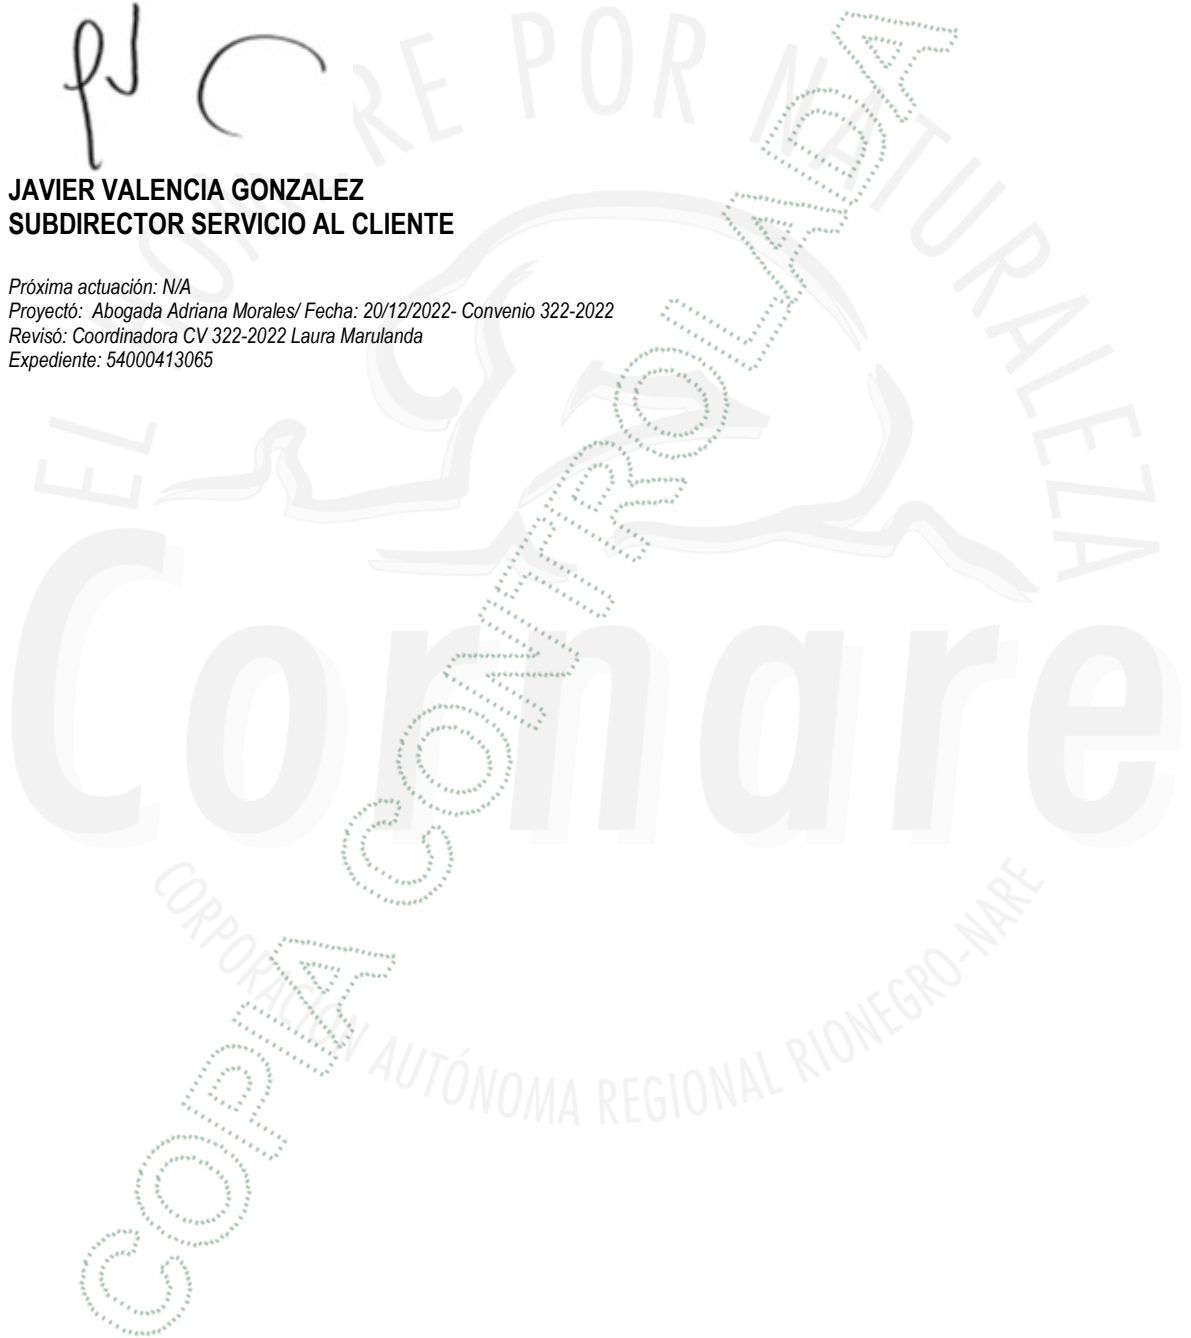 JAVIER VALENCIA GONZALEZ
SUBDIRECTOR SERVICIO AL CLIENTE
Próxima actuación: N/A
Proyectó: Abogada Adriana Morales/ Fecha: 20/12/2022- Convenio 322-2022
Revisó: Coordinadora CV 322-2022 Laura Marulanda
Expediente: 54000413065
EL HOMBRE POR NATURALEZA
Cornare
CORPORACIÓN AUTÓNOMA REGIONAL RIONEGRO-NARE
COPIA CONTROLADA